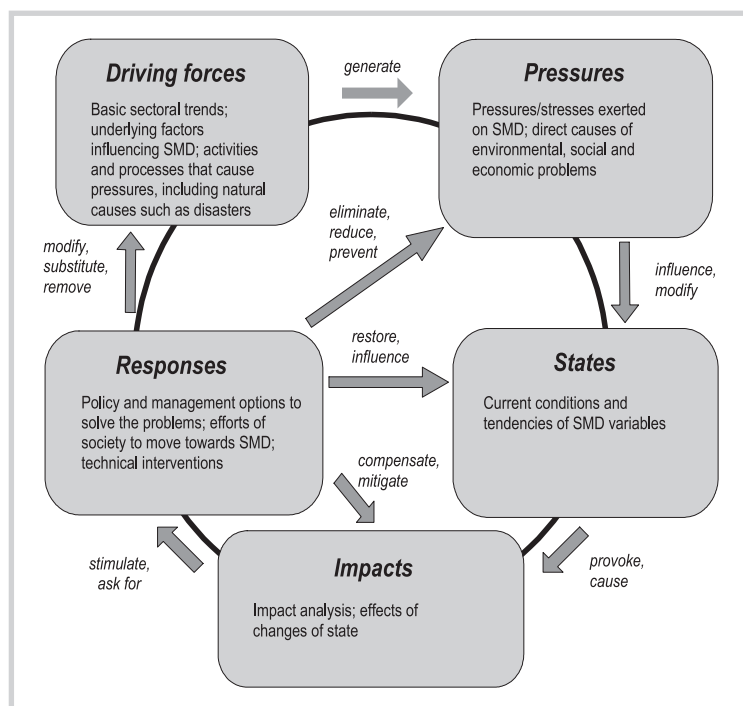 Driving forces
Basic sectoral trends;
underlying factors
influencing SMD; activities
and processes that cause
pressures, including natural
causes such as disasters
generate
Pressures
Pressures/stresses exerted
on SMD; direct causes of
environmental, social and
economic problems
modify,
substitute,
remove
eliminate,
reduce,
prevent
influence,
modify
Responses
Policy and management options to
solve the problems; efforts of
society to move towards SMD;
technical interventions
restore,
influence
States
Current conditions and
tendencies of SMD variables
compensate,
mitigate
stimulate,
ask for
Impacts
Impact analysis; effects of
changes of state
provoke,
cause